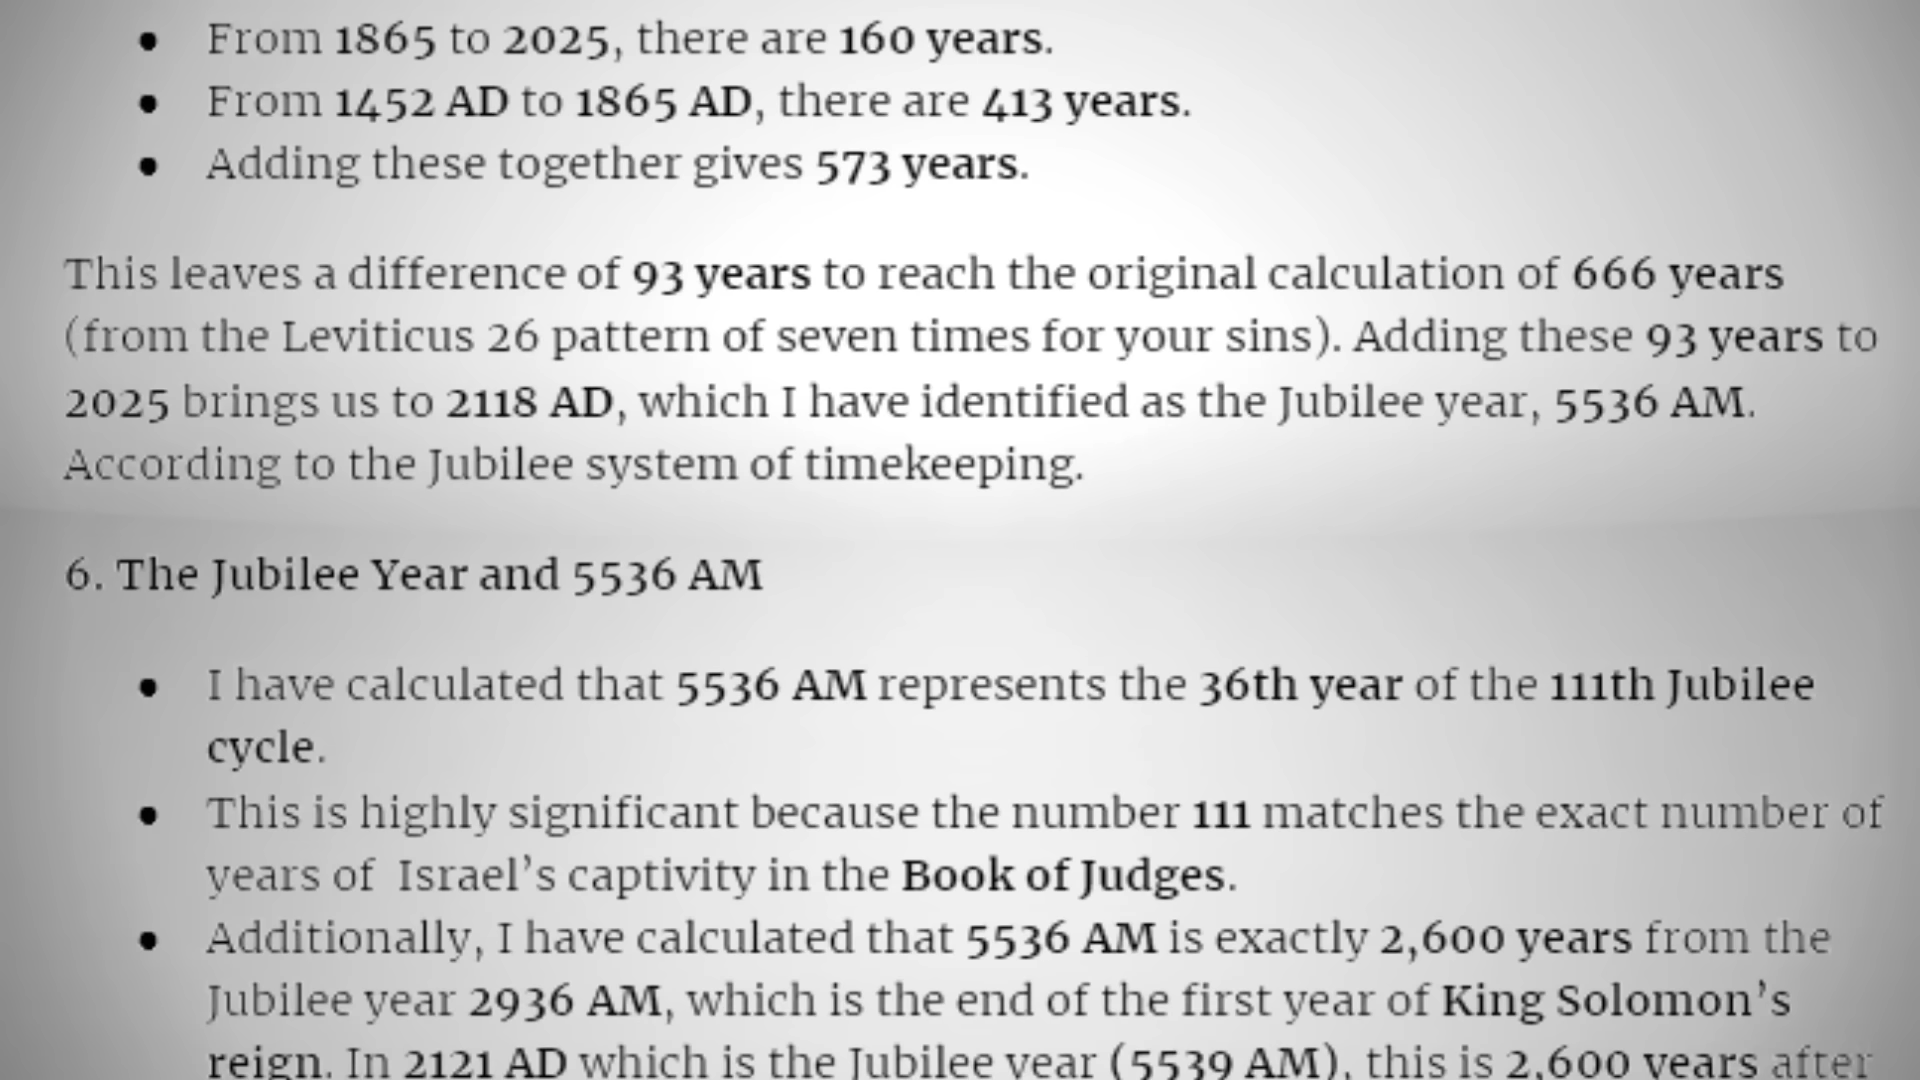 • From 1865 to 2025, there are 160 years.
• From 1452 AD to 1865 AD, there are 413 years.
• Adding these together gives 573 years.
This leaves a difference of 93 years to reach the original calculation of 666 years
(from the Leviticus 26 pattern of seven times for your sins). Adding these 93 years to
2025 brings us to 2118 AD, which I have identified as the Jubilee year, 5536 AM.
According to the Jubilee system of timekeeping.
6. The Jubilee Year and 5536 AM
• I have calculated that 5536 AM represents the 36th year of the 111th Jubilee
cycle.
• This is highly significant because the number 111 matches the exact number of
years of Israel's captivity in the Book of Judges.
• Additionally, I have calculated that 5536 AM is exactly 2,600 years from the
Jubilee year 2936 AM, which is the end of the first year of King Solomon's
reign. In 2121 AD which is the Jubilee year (5539 AM), this is 2,600 years after